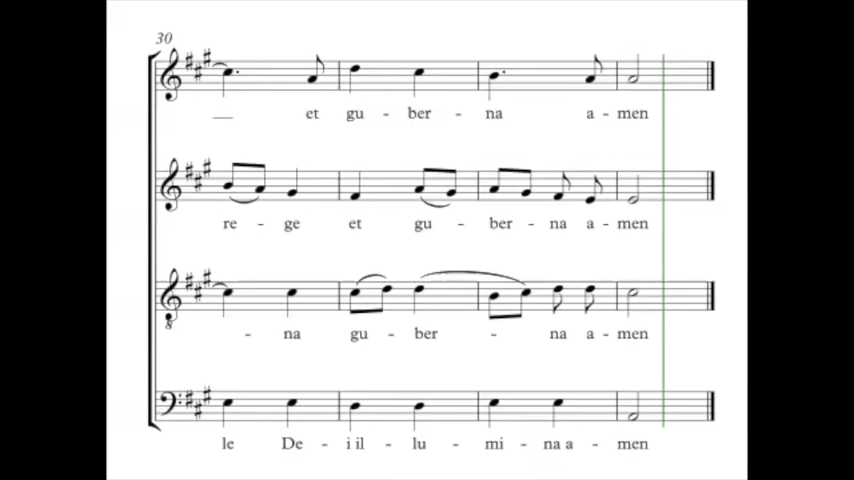 30
et gu - ber - na a - men
re - ge et gu - ber - na a - men
- na gu - ber - na a - men
le De - i il - lu - mi - na a - men